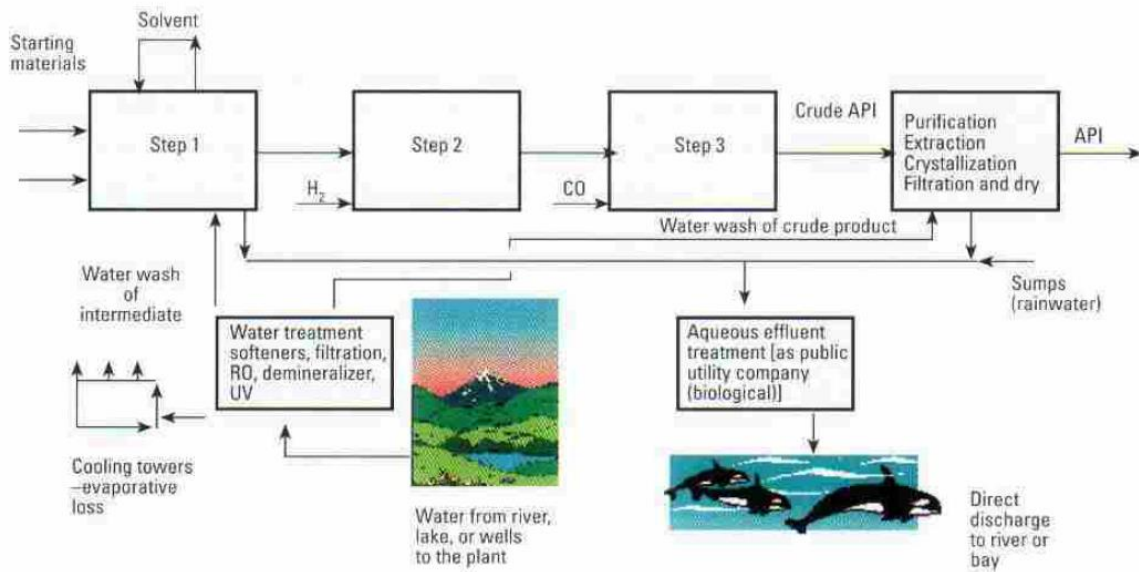 Solvent
Starting
materials
Step 1
Step 2
Step 3
Crude API
Purification
Extraction
Crystallization
Filtration and dry
API
H₂
CO
Water wash of crude product
Water wash
of
intermediate
Sumps
(rainwater)
Water treatment
softeners, filtration,
RO, demineralizer,
UV
Aqueous effluent
treatment [as public
utility company
(biological)]
Cooling towers
–evaporative
loss
Water from river,
lake, or wells
to the plant
Direct
discharge
to river or
bay